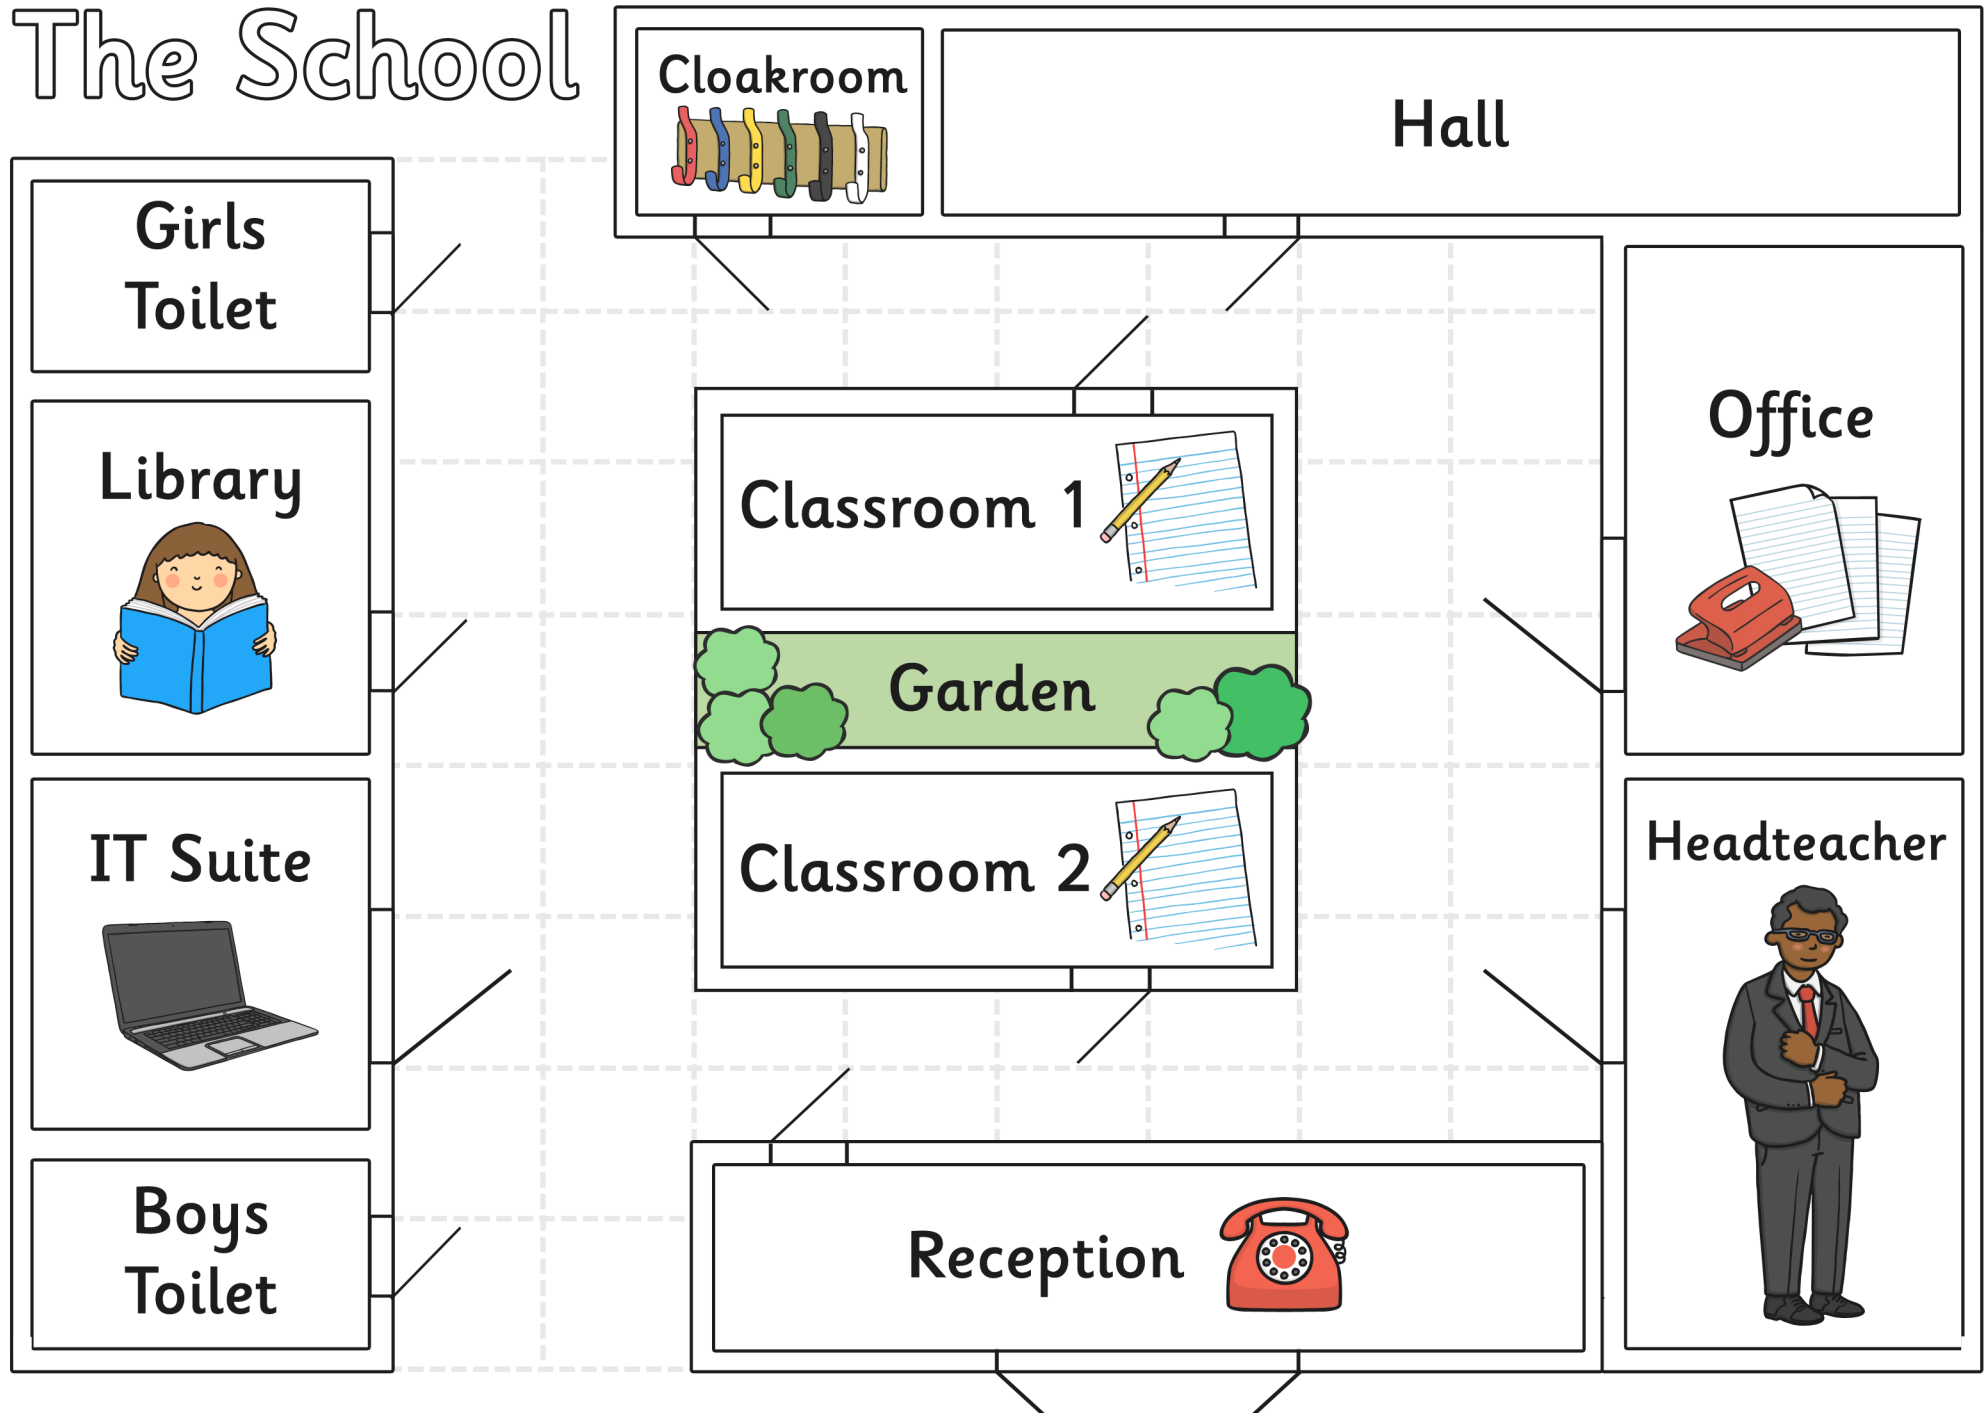 The School
Cloakroom
Hall
Girls
Toilet
Library
Office
Classroom 1
Garden
IT Suite
Classroom 2
Headteacher
Boys
Toilet
Reception